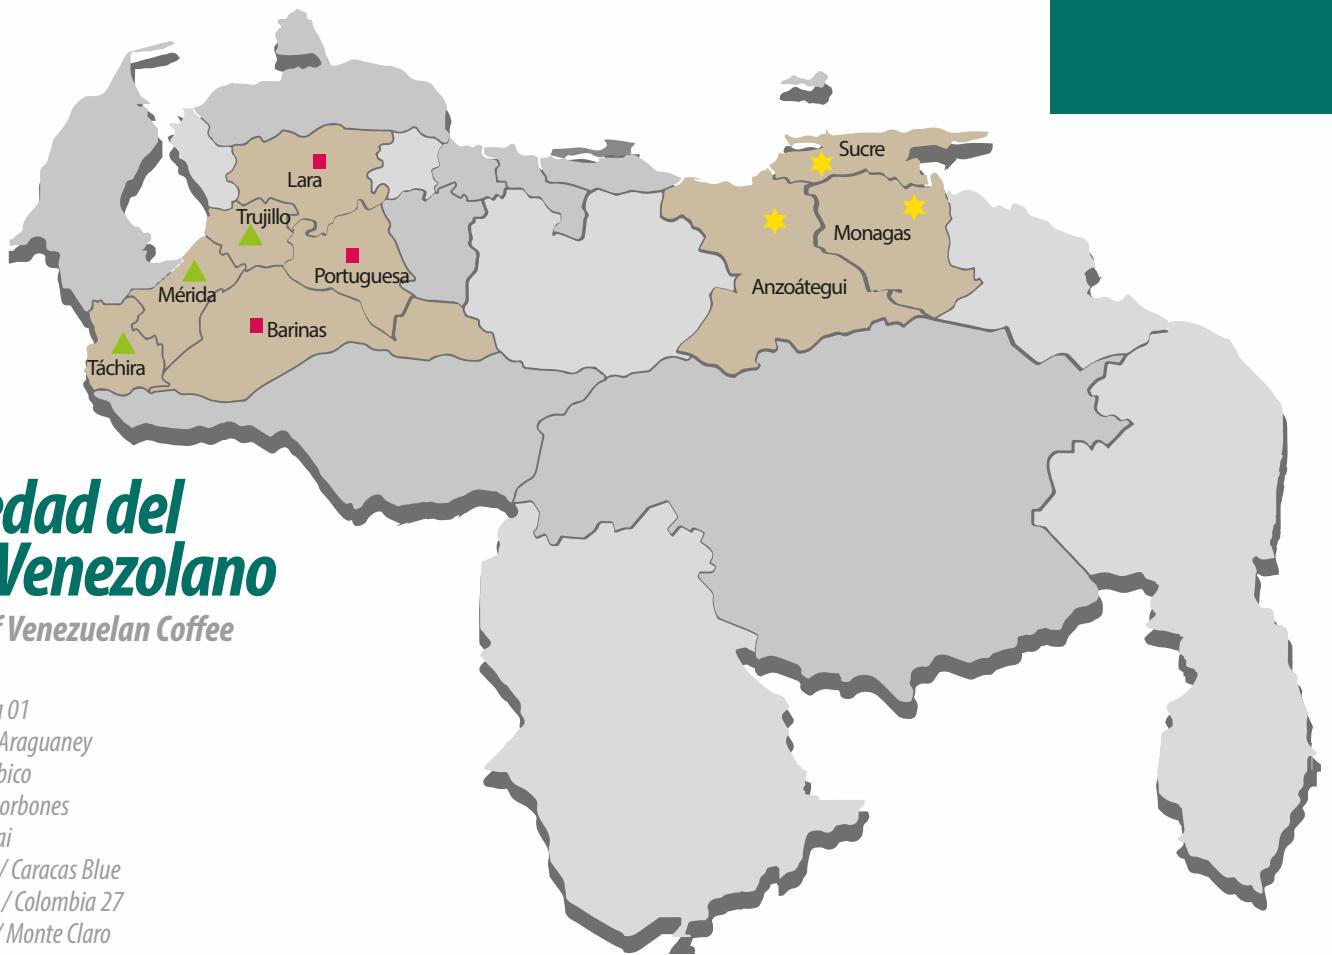 Sucre
Lara
Trujillo
Monagas
Portuguesa
Anzoátegui
Mérida
Barinas
Táchira
edad del
Venezolano
f Venezuelan Coffee
a 01
Araguaney
bico
orbones
ai
/ Caracas Blue
/ Colombia 27
/ Monte Claro